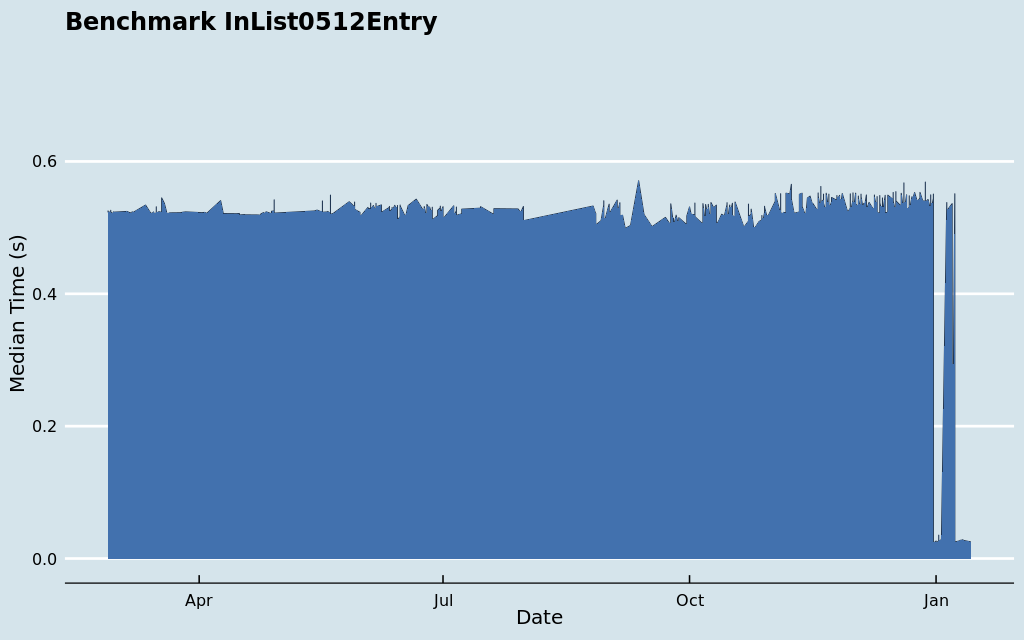 Benchmark InList0512Entry
0.6
0.4
0.2
0.0
Median Time (s)
Apr
Jul
Oct
Jan
Date